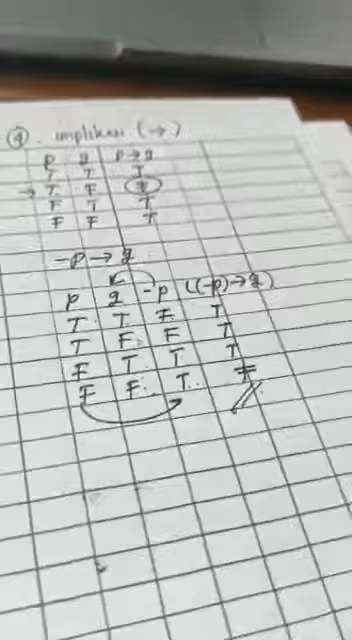 ④. implikasi (→)
p q p → q
T T T
→ T F F
F T T
F F T
-p → q
p q -p ((-p) → q)
T T F T
T F F T
F T T T
F F T F